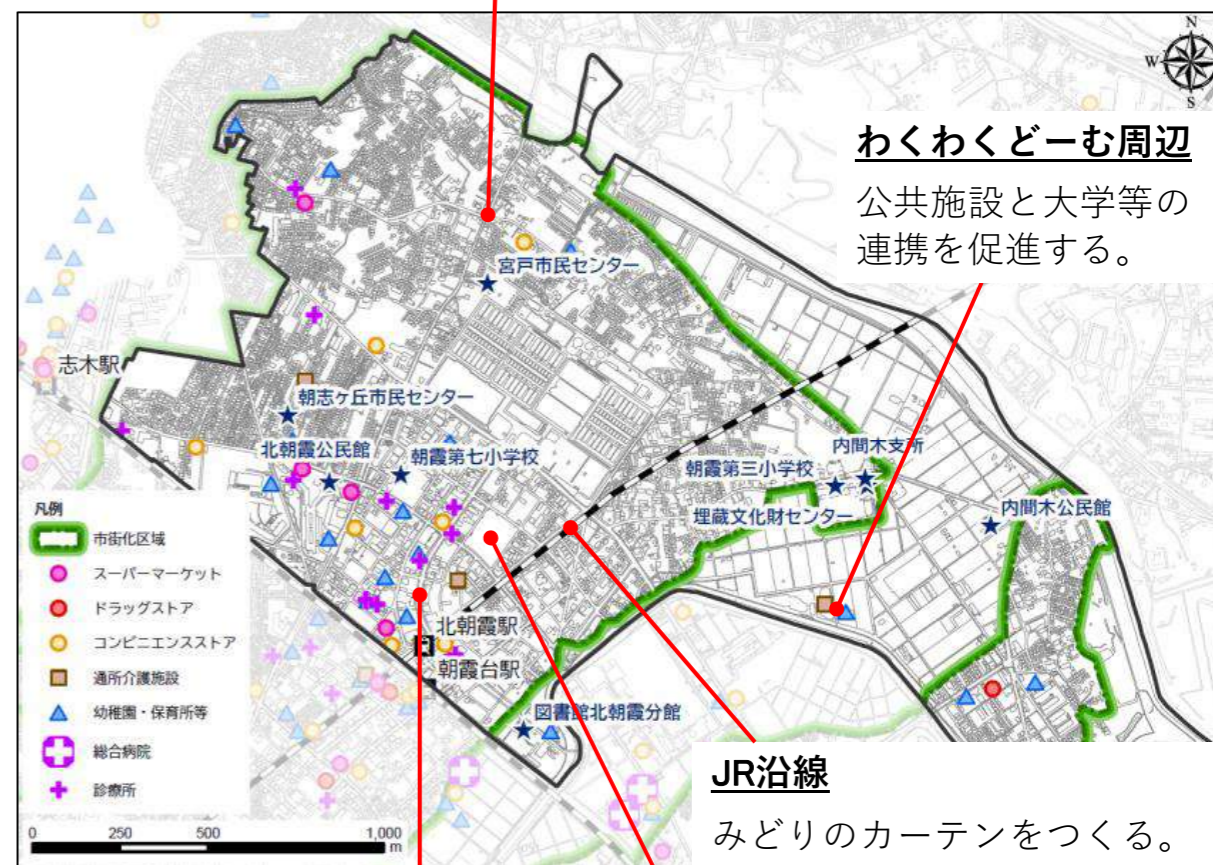 N
W
S
わくわくどーむ周辺
公共施設と大学等の
連携を促進する。
宮戸市民センター
志木駅
朝志ヶ丘市民センター
北朝霞公民館
朝霞第七小学校
内間木支所
朝霞第三小学校
埋蔵文化財センター
内間木公民館
凡例
市街化区域
スーパーマーケット
ドラッグストア
コンビニエンスストア
通所介護施設
幼稚園・保育所等
総合病院
診療所
北朝霞駅
朝霞台駅
図書館北朝霞分館
JR沿線
みどりのカーテンをつくる。
0 250 500 1,000
m